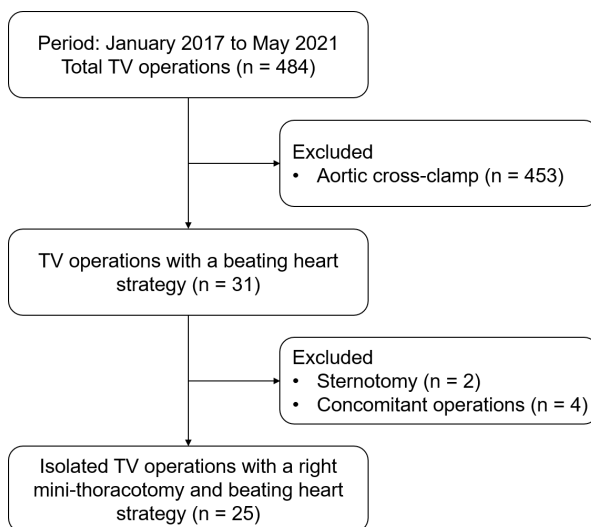 Period: January 2017 to May 2021
Total TV operations (n = 484)
Excluded
• Aortic cross-clamp (n = 453)
TV operations with a beating heart
strategy (n = 31)
Excluded
• Sternotomy (n = 2)
• Concomitant operations (n = 4)
Isolated TV operations with a right
mini-thoracotomy and beating heart
strategy (n = 25)